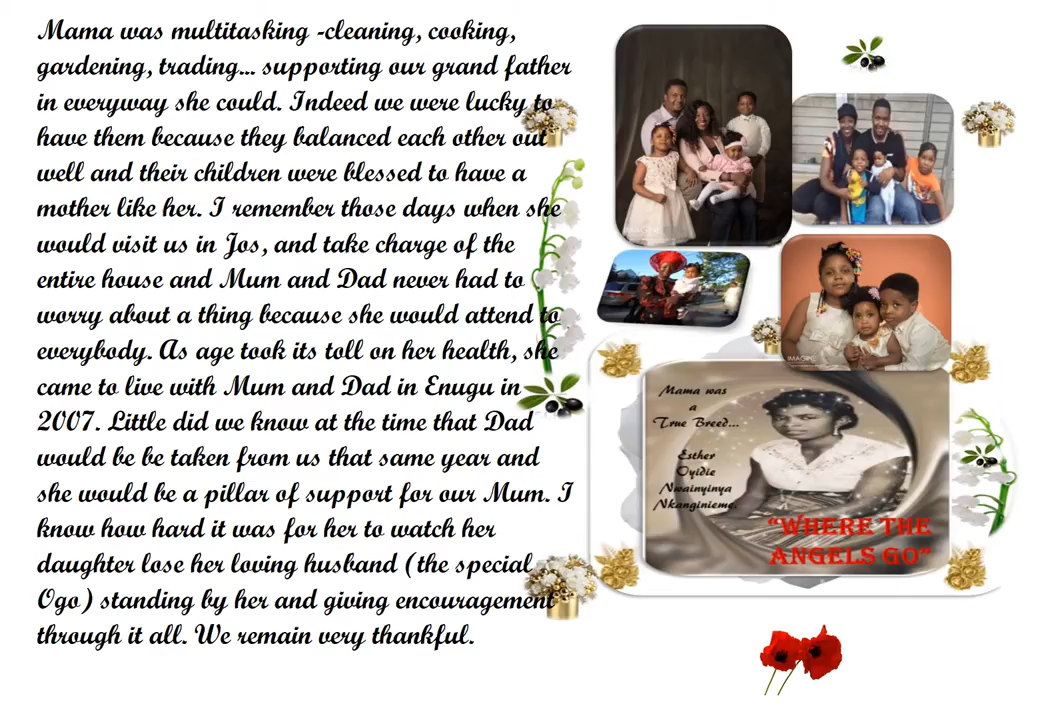 Mama was multitasking -cleaning, cooking,
gardening, trading... supporting our grand father
in everyway she could. Indeed we were lucky to
have them because they balanced each other out
well and their children were blessed to have a
mother like her. I remember those days when she
would visit us in Jos, and take charge of the
entire house and Mum and Dad never had to
worry about a thing because she would attend to
everybody. As age took its toll on her health, she
came to live with Mum and Dad in Enugu in
2007. Little did we know at the time that Dad
would be be taken from us that same year and
she would be a pillar of support for our Mum. I
know how hard it was for her to watch her
daughter lose her loving husband (the special
Ogo) standing by her and giving encouragement
through it all. We remain very thankful.
Mama was
a
True Breed...
Esther
Oyidie
Nwainyinya
Nkanginieme.
"WHERE THE
ANGELS GO"